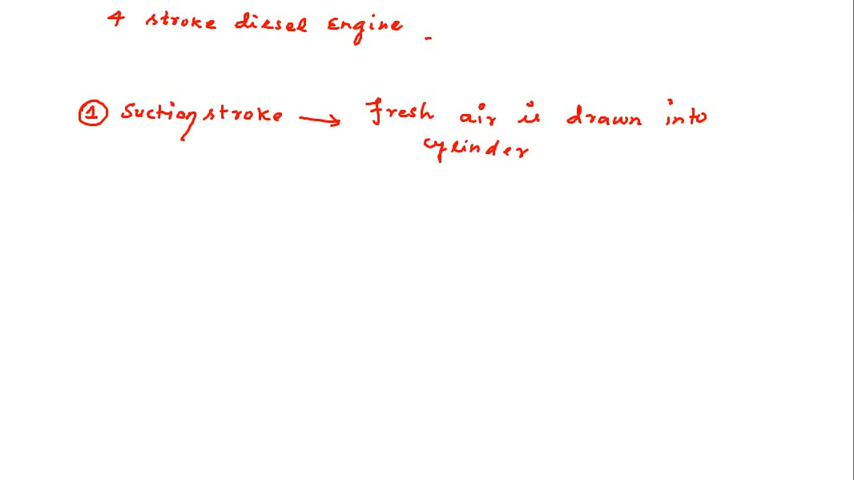 4 stroke diesel Engine.
① Suction stroke → fresh air is drawn into
cylinder